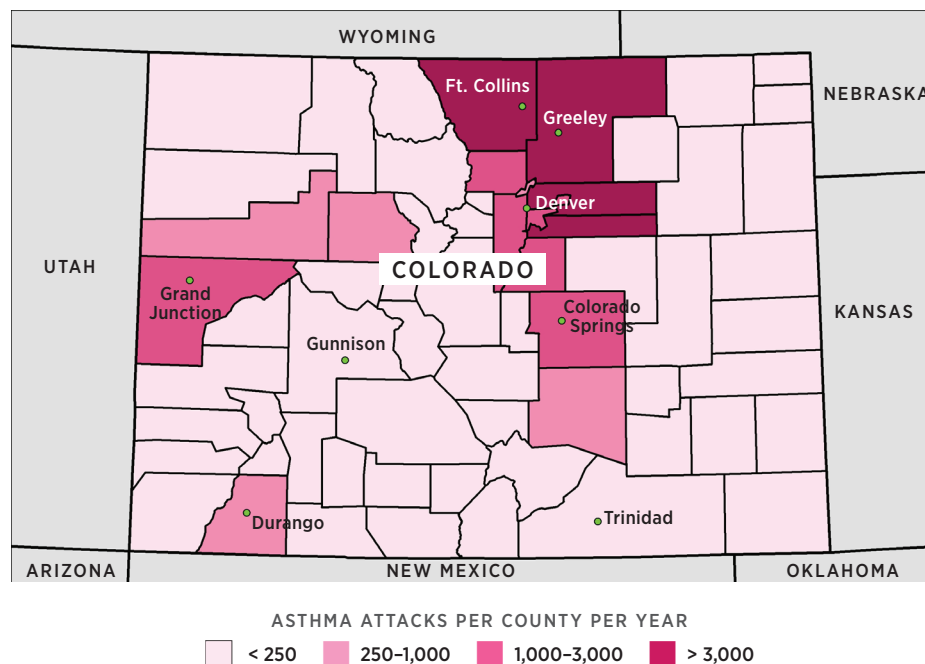 WYOMING
Ft. Collins
NEBRASKA
Greeley
Denver
UTAH
COLORADO
Grand
Junction
Colorado
Springs
KANSAS
Gunnison
Durango
Trinidad
ARIZONA
NEW MEXICO
OKLAHOMA
ASTHMA ATTACKS PER COUNTY PER YEAR
< 250 250–1,000 1,000–3,000 > 3,000